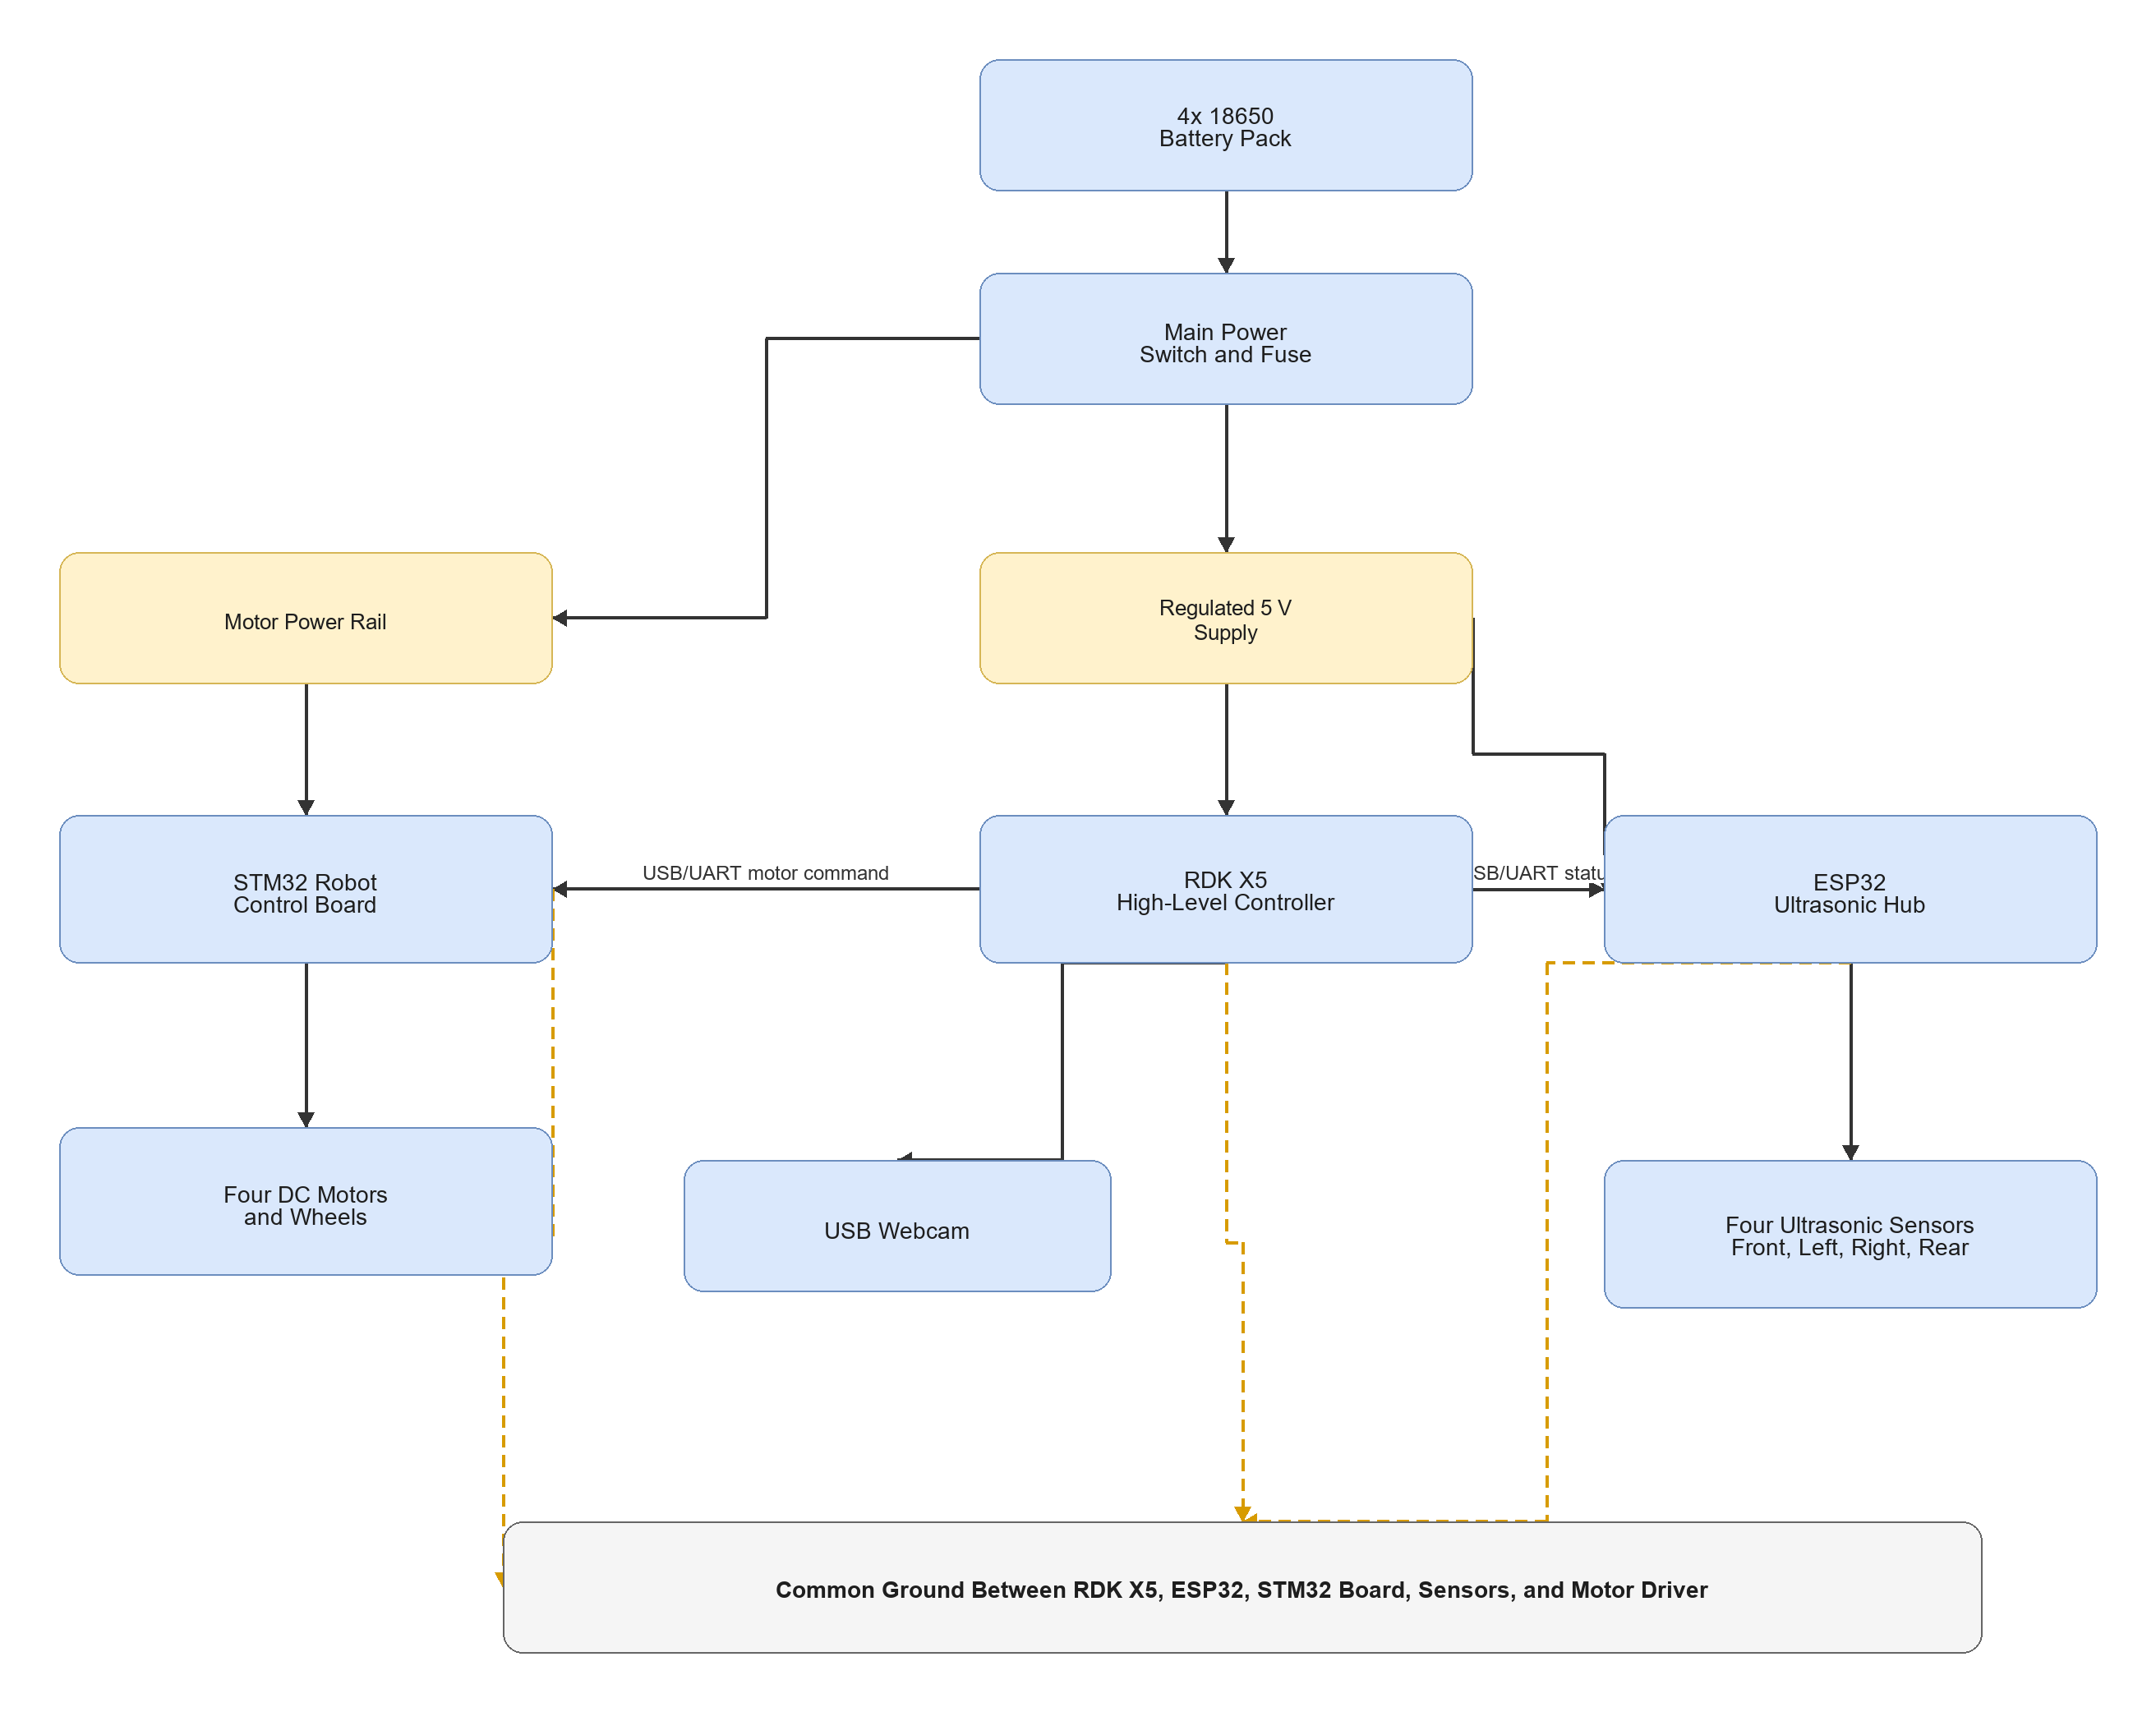 4x 18650
Battery Pack
Main Power
Switch and Fuse
Motor Power Rail
Regulated 5 V
Supply
USB/UART motor command
SB/UART statu
STM32 Robot
Control Board
RDK X5
High-Level Controller
ESP32
Ultrasonic Hub
Four DC Motors
and Wheels
USB Webcam
Four Ultrasonic Sensors
Front, Left, Right, Rear
Common Ground Between RDK X5, ESP32, STM32 Board, Sensors, and Motor Driver